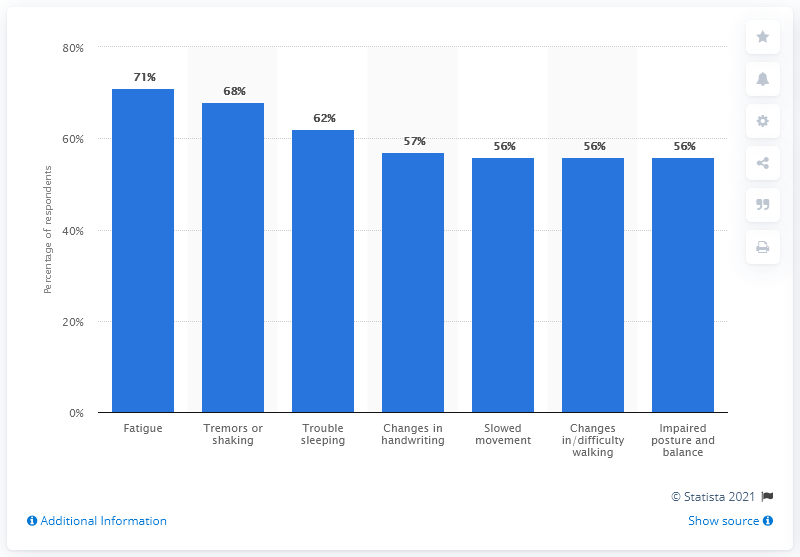 80%
71%
68%
62%
60%
57%
56%
56%
56%
40%
20%
0%
Percentage of respondents
Fatigue
Tremors or
shaking
Trouble
sleeping
Changes in
handwriting
Slowed
movement
Changes
in/difficulty
walking
Impaired
posture and
balance
© Statista 2021
Additional Information
Show source